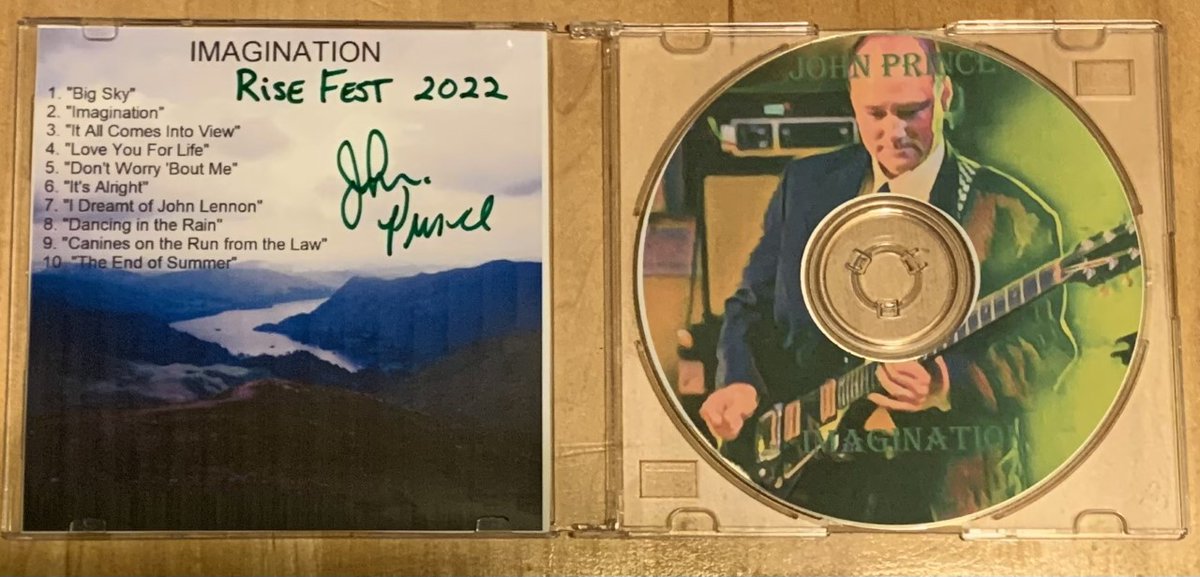 IMAGINATION
RISE FEST 2022
1. "Big Sky"
2. "Imagination"
3. "It All Comes Into View"
4. "Love You For Life"
5. "Don't Worry 'Bout Me"
6. "It's Alright"
7. "I Dreamt of John Lennon"
8. "Dancing in the Rain"
9. "Canines on the Run from the Law"
10. "The End of Summer"
John Prince
JOHN PRINCE
IMAGINATION